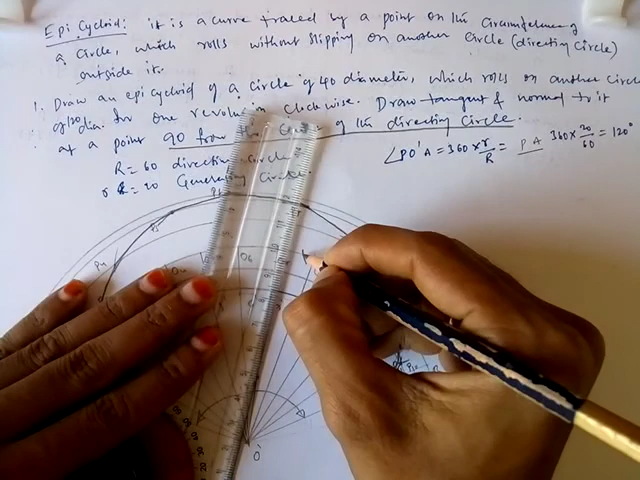 Epi Cycloid: it is a curve traced by a point on the Circumference of
a Circle, which rolls without slipping on another Circle (directing Circle)
outside it.
1. Draw an epi cycloid of a circle of 40 diameter, which rolls on another Circle
of 120 dia. for one revolution Clockwise. Draw tangent & normal to it
at a point 90 from the of the directing Circle.
R = 60 directing circle
r = 20 Generating Circle.
∠PO'A = 360 × r/R = PA 360 × 20/60 = 120°
O'